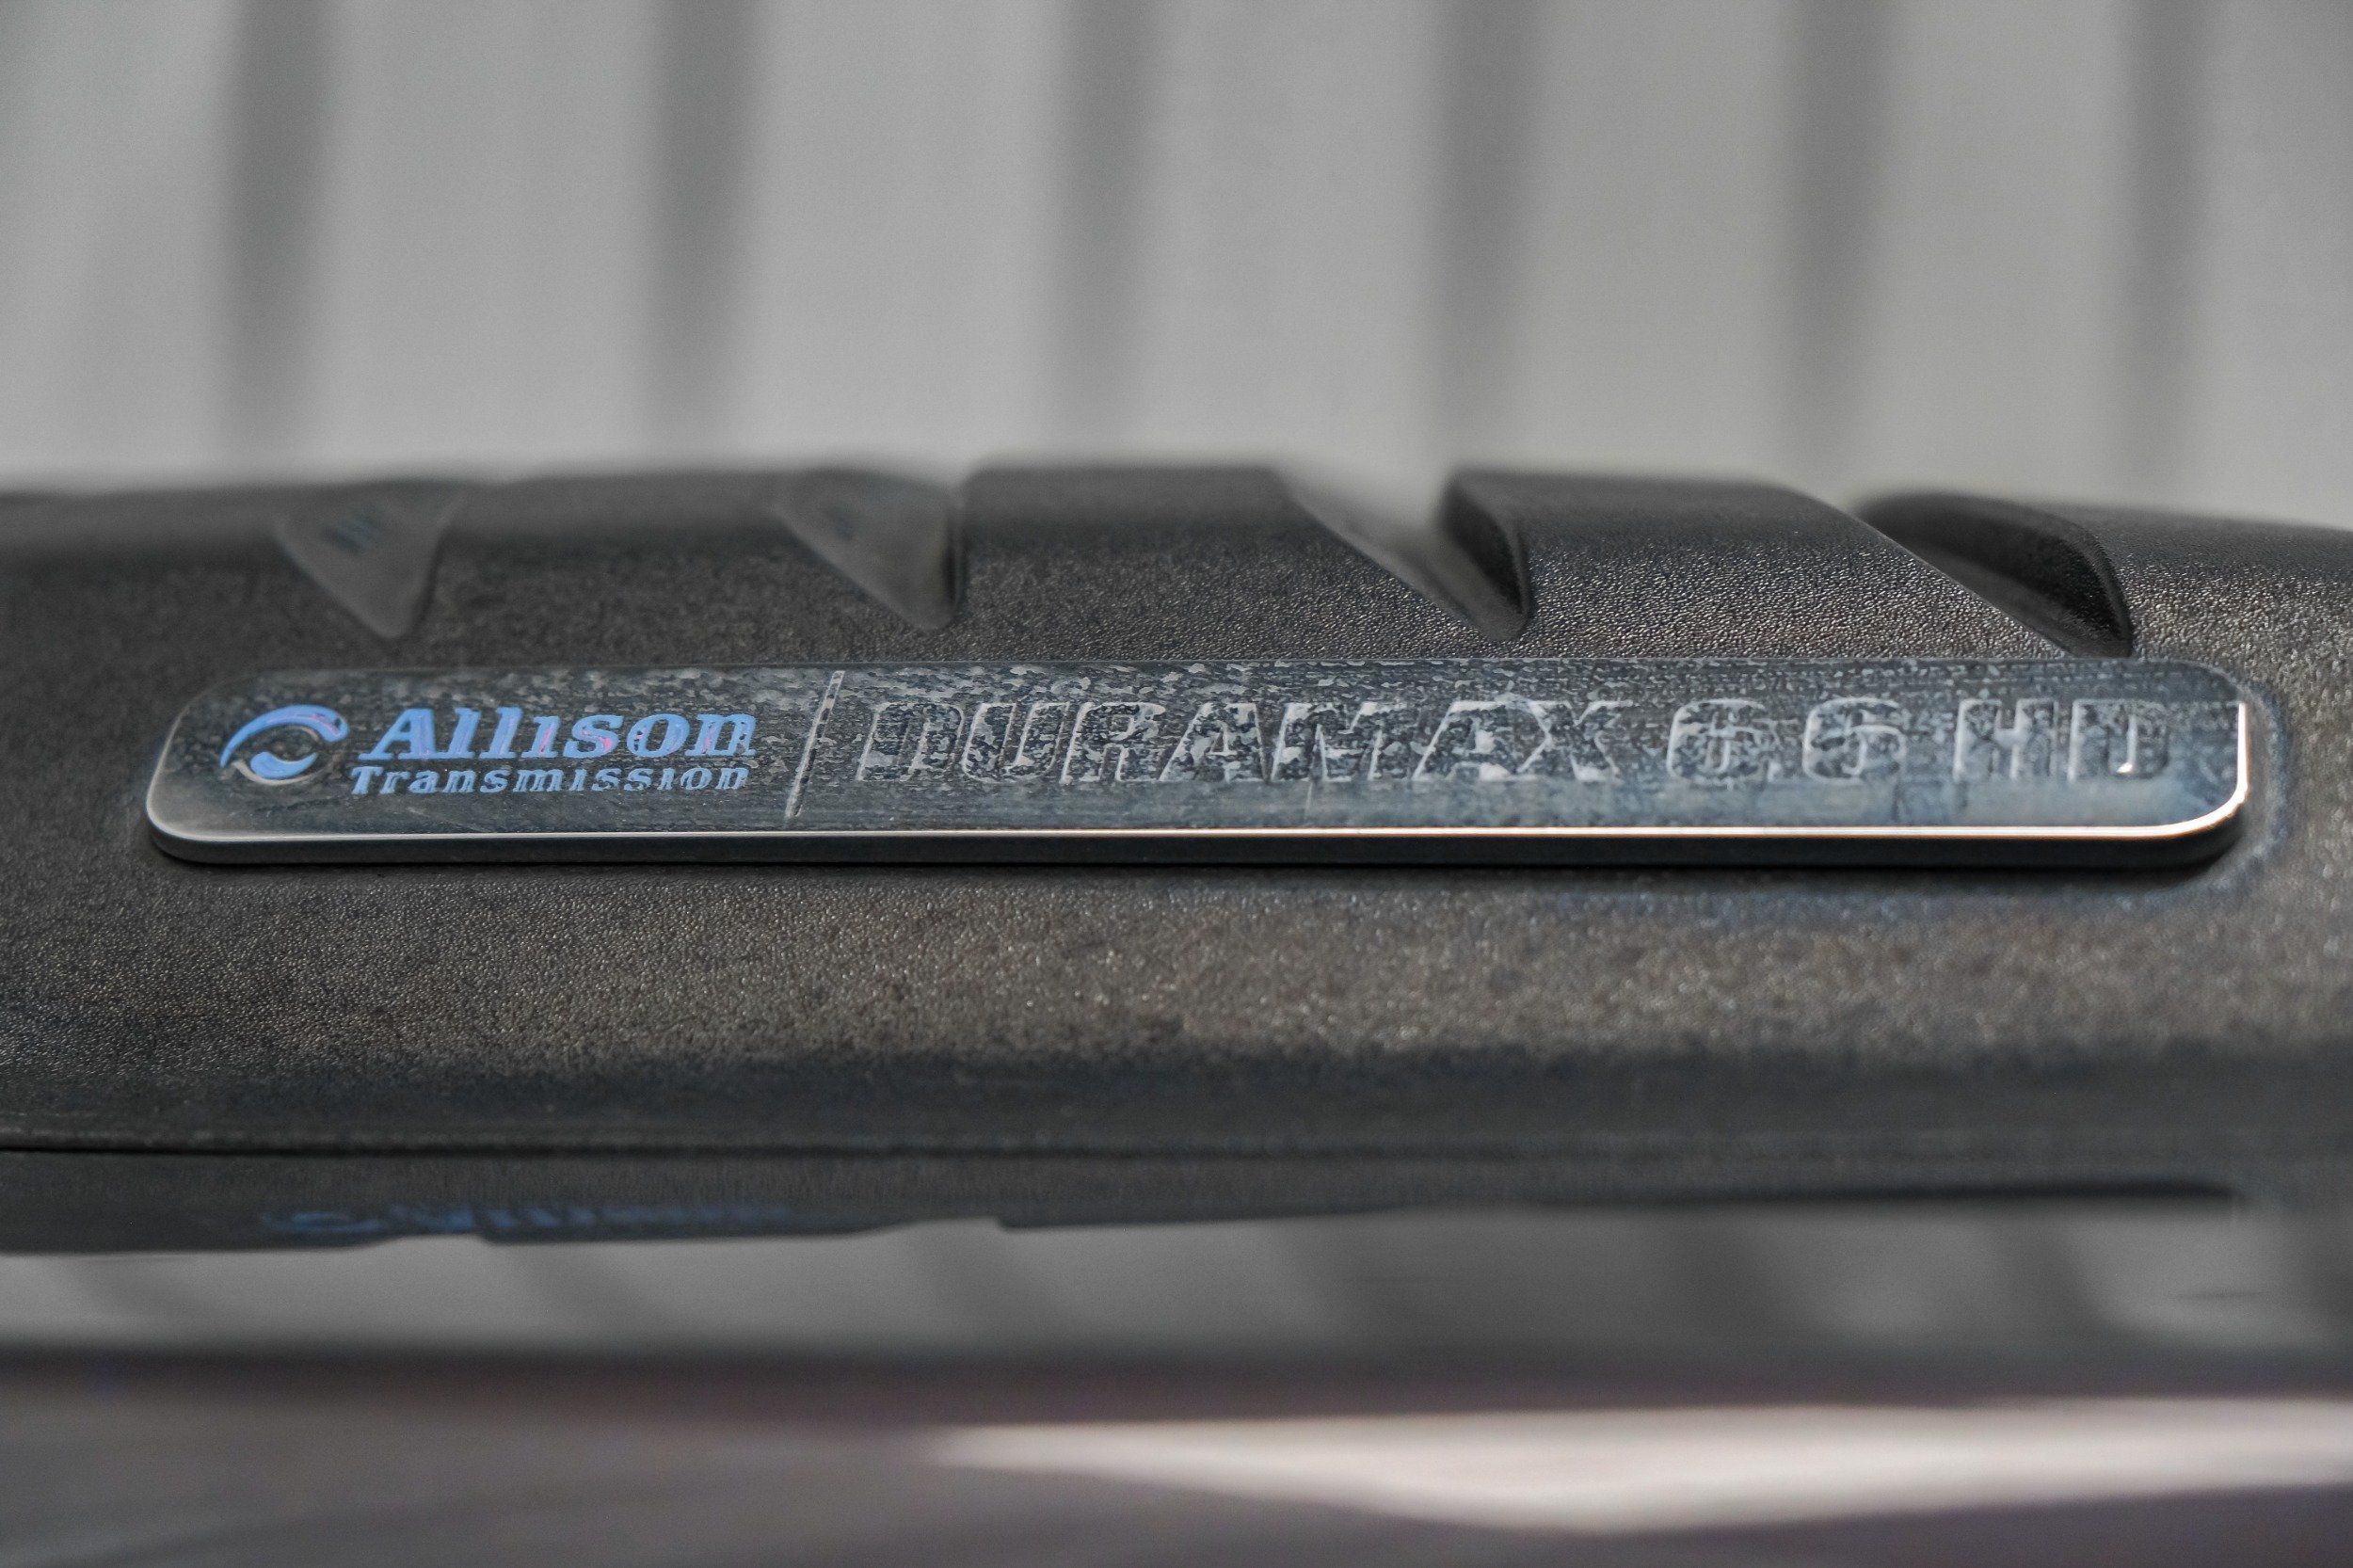 Allison
Transmission
DURAMAX 6.6 HD